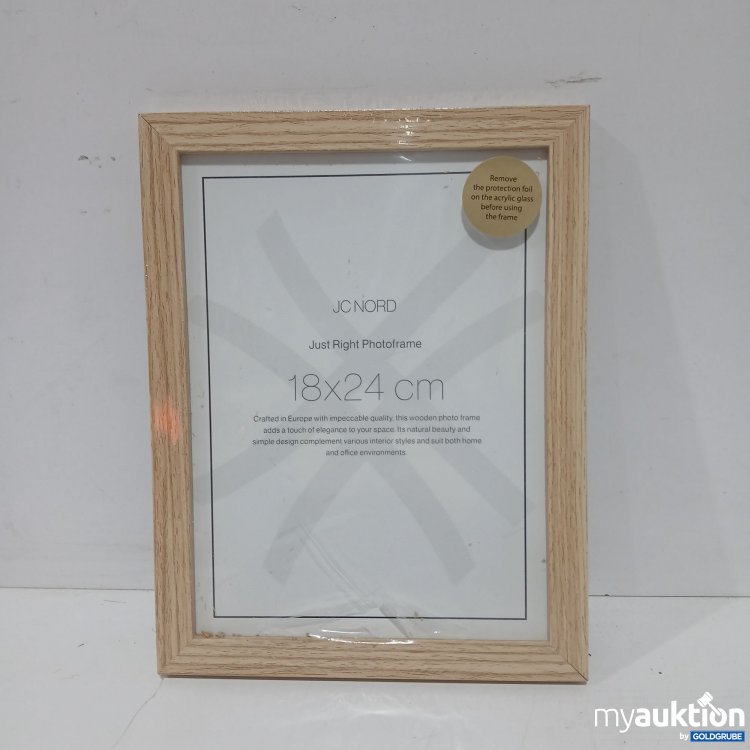 Remove
the protection foil
on the acrylic glass
before using
the frame
JC NORD
Just Right Photoframe
18x24 cm
Crafted in Europe with impeccable quality, this wooden photo frame
adds a touch of elegance to your space. Its natural beauty and
simple design complement various interior styles and suit both home
and office environments.
myauktion
by GOLDGRUBE